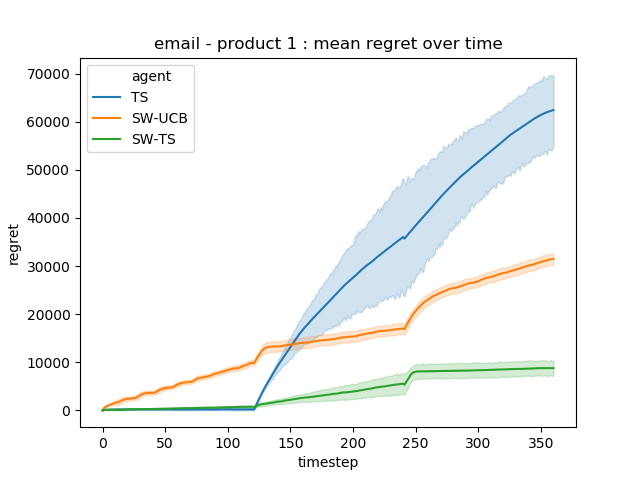 email - product 1 : mean regret over time
agent
TS
SW-UCB
SW-TS
regret
70000
60000
50000
40000
30000
20000
10000
0
0 50 100 150 200 250 300 350
timestep